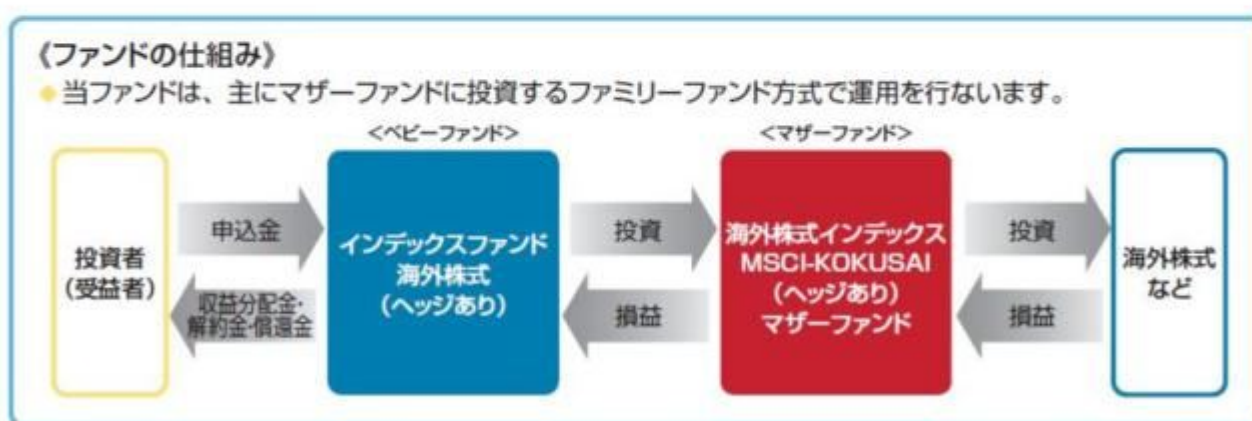 《ファンドの仕組み》
◆当ファンドは、主にマザーファンドに投資するファミリーファンド方式で運用を行ないます。
<ベビーファンド>
<マザーファンド>
投資者
(受益者)
申込金
収益分配金・
解約金・償還金
インデックスファンド
海外株式
(ヘッジあり)
投資
損益
海外株式インデックス
MSCI-KOKUSAI
(ヘッジあり)
マザーファンド
投資
損益
海外株式
など